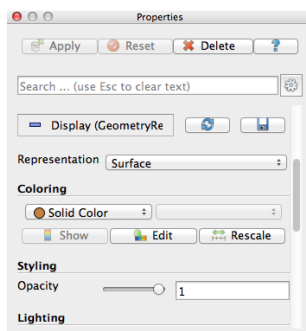 Properties
Apply Reset Delete ?
Search ... (use Esc to clear text)
Display (GeometryRe
Representation Surface
Coloring
Solid Color
Show Edit Rescale
Styling
Opacity 1
Lighting